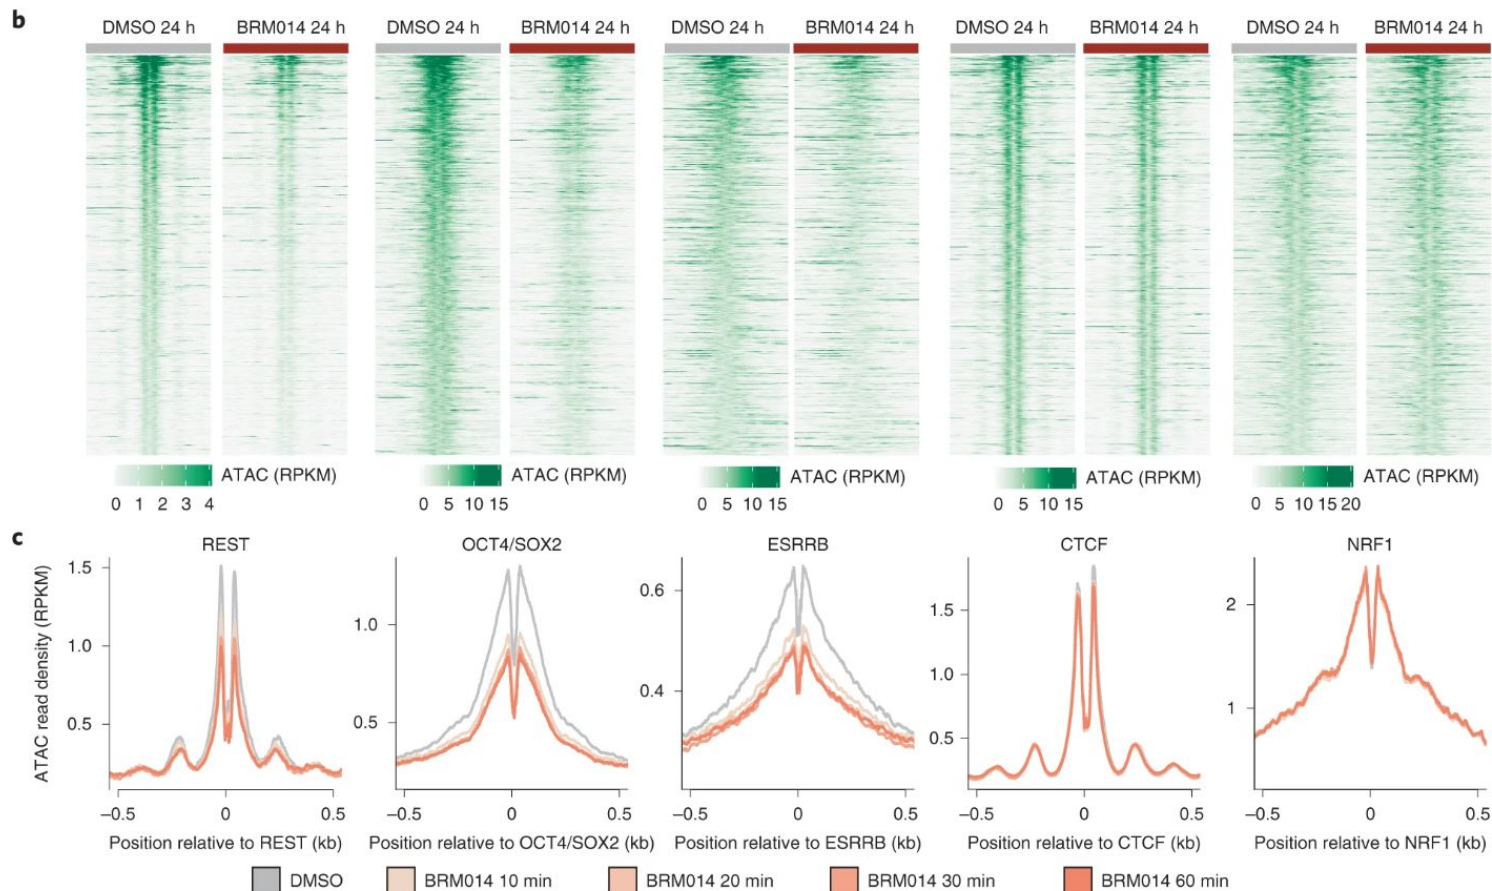 b
DMSO 24 h BRM014 24 h DMSO 24 h BRM014 24 h DMSO 24 h BRM014 24 h DMSO 24 h BRM014 24 h DMSO 24 h BRM014 24 h
ATAC (RPKM) ATAC (RPKM) ATAC (RPKM) ATAC (RPKM) ATAC (RPKM)
0 1 2 3 4 0 5 10 15 0 5 10 15 0 5 10 15 0 5 10 15 20
c
REST OCT4/SOX2 ESRRB CTCF NRF1
ATAC read density (RPKM)
1.5
1.0
0.5
1.0
0.5
0.6
0.4
1.5
1.0
0.5
2
1
–0.5 0 0.5 –0.5 0 0.5 –0.5 0 0.5 –0.5 0 0.5 –0.5 0 0.5
Position relative to REST (kb) Position relative to OCT4/SOX2 (kb) Position relative to ESRRB (kb) Position relative to CTCF (kb) Position relative to NRF1 (kb)
DMSO BRM014 10 min BRM014 20 min BRM014 30 min BRM014 60 min